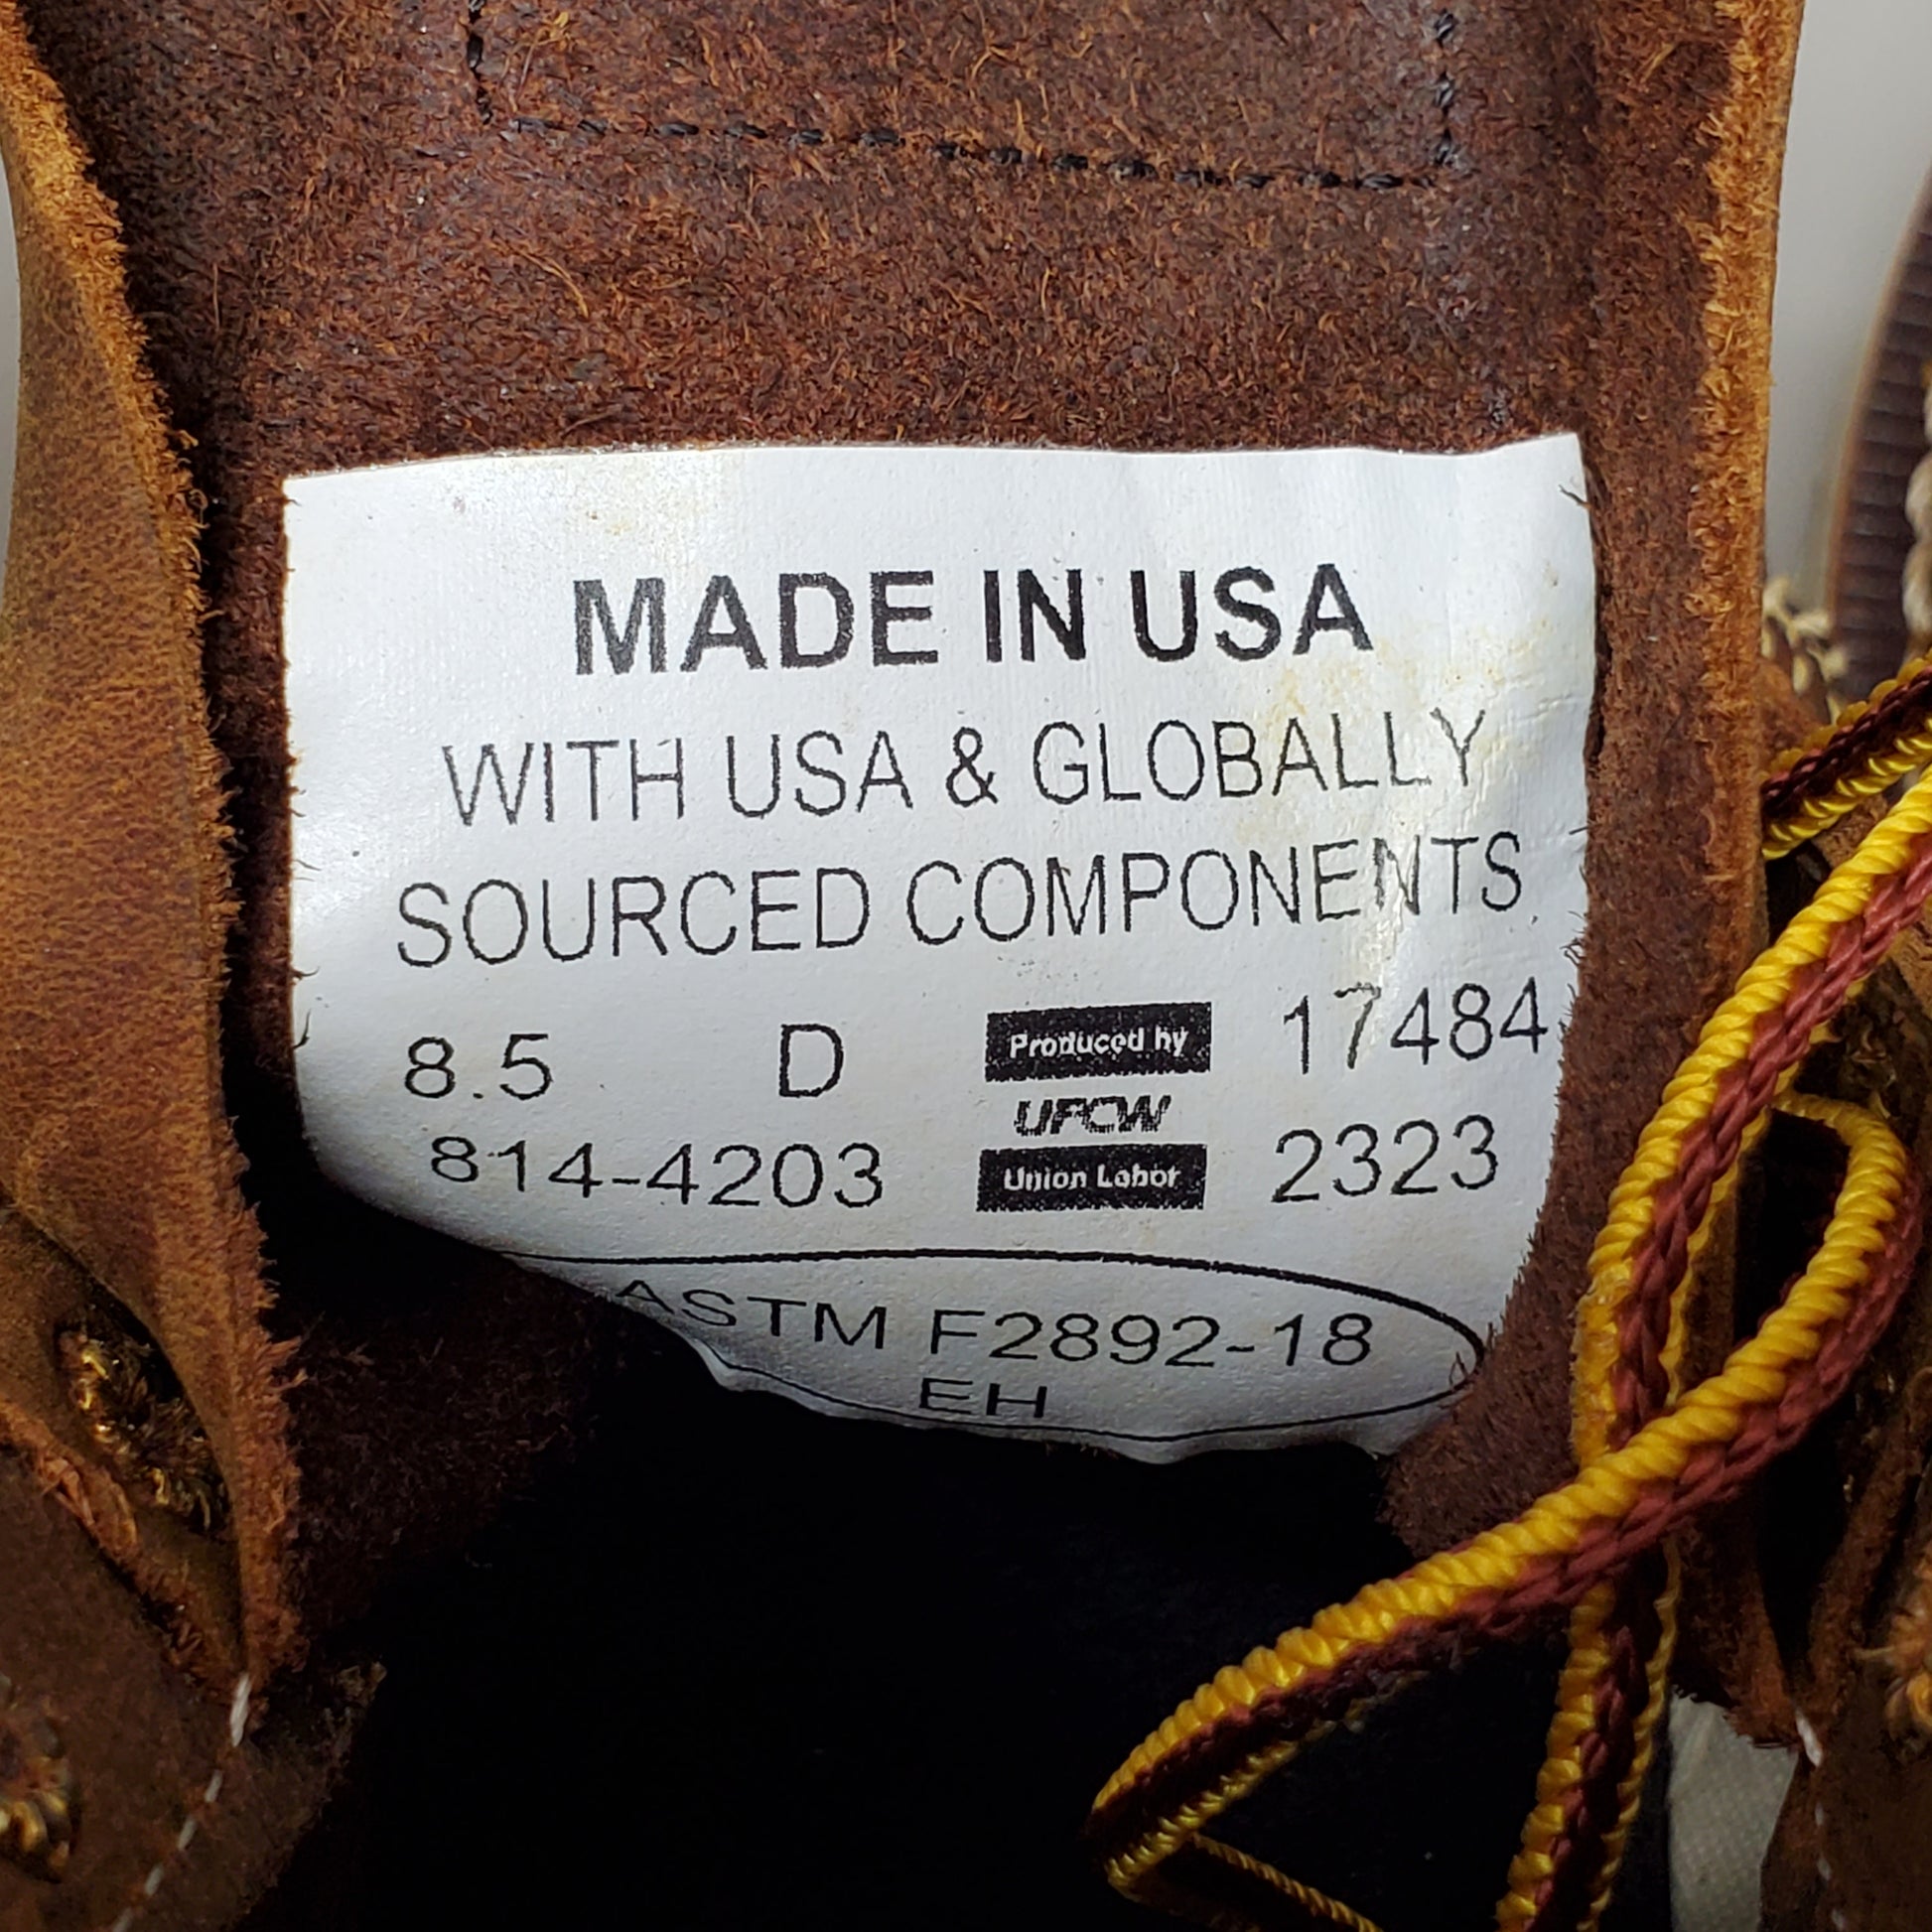 MADE IN USA
WITH USA & GLOBALLY
SOURCED COMPONENTS
8.5 D Produced by 17484
UFCW
814-4203 Union Labor 2323
ASTM F2892-18
EH